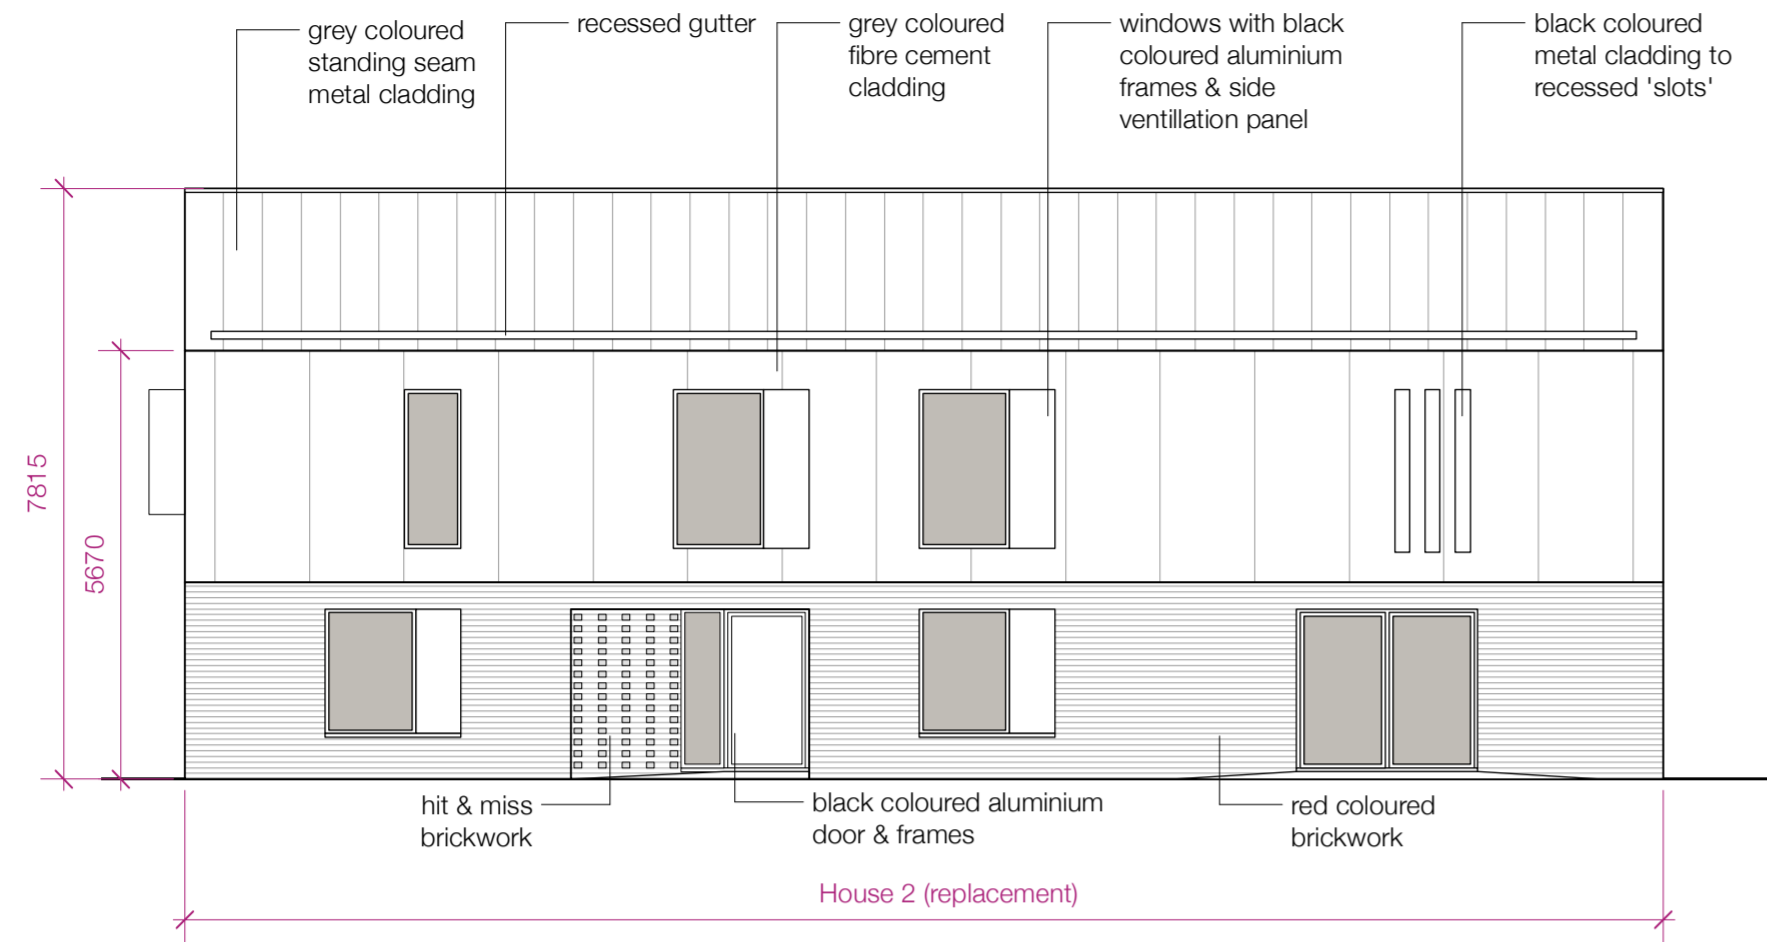 grey coloured
standing seam
metal cladding
recessed gutter
grey coloured
fibre cement
cladding
windows with black
coloured aluminium
frames & side
ventillation panel
black coloured
metal cladding to
recessed 'slots'
7815
5670
hit & miss
brickwork
black coloured aluminium
door & frames
red coloured
brickwork
House 2 (replacement)